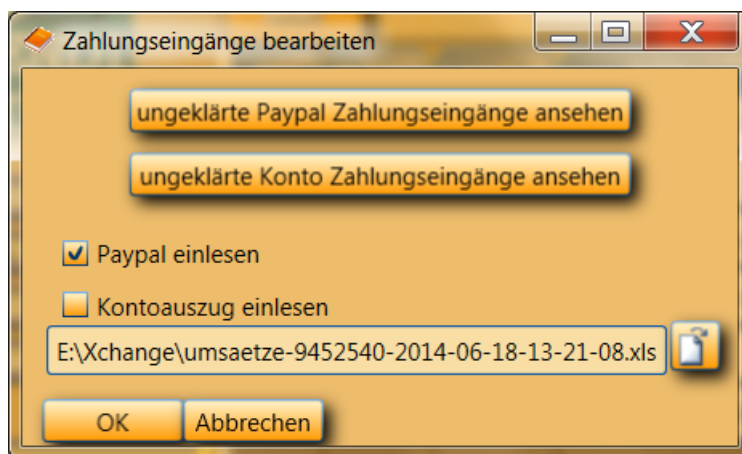 Zahlungseingänge bearbeiten
ungeklärte Paypal Zahlungseingänge ansehen
ungeklärte Konto Zahlungseingänge ansehen
Paypal einlesen
Kontoauszug einlesen
E:\Xchange\umsaetze-9452540-2014-06-18-13-21-08.xls
OK Abbrechen